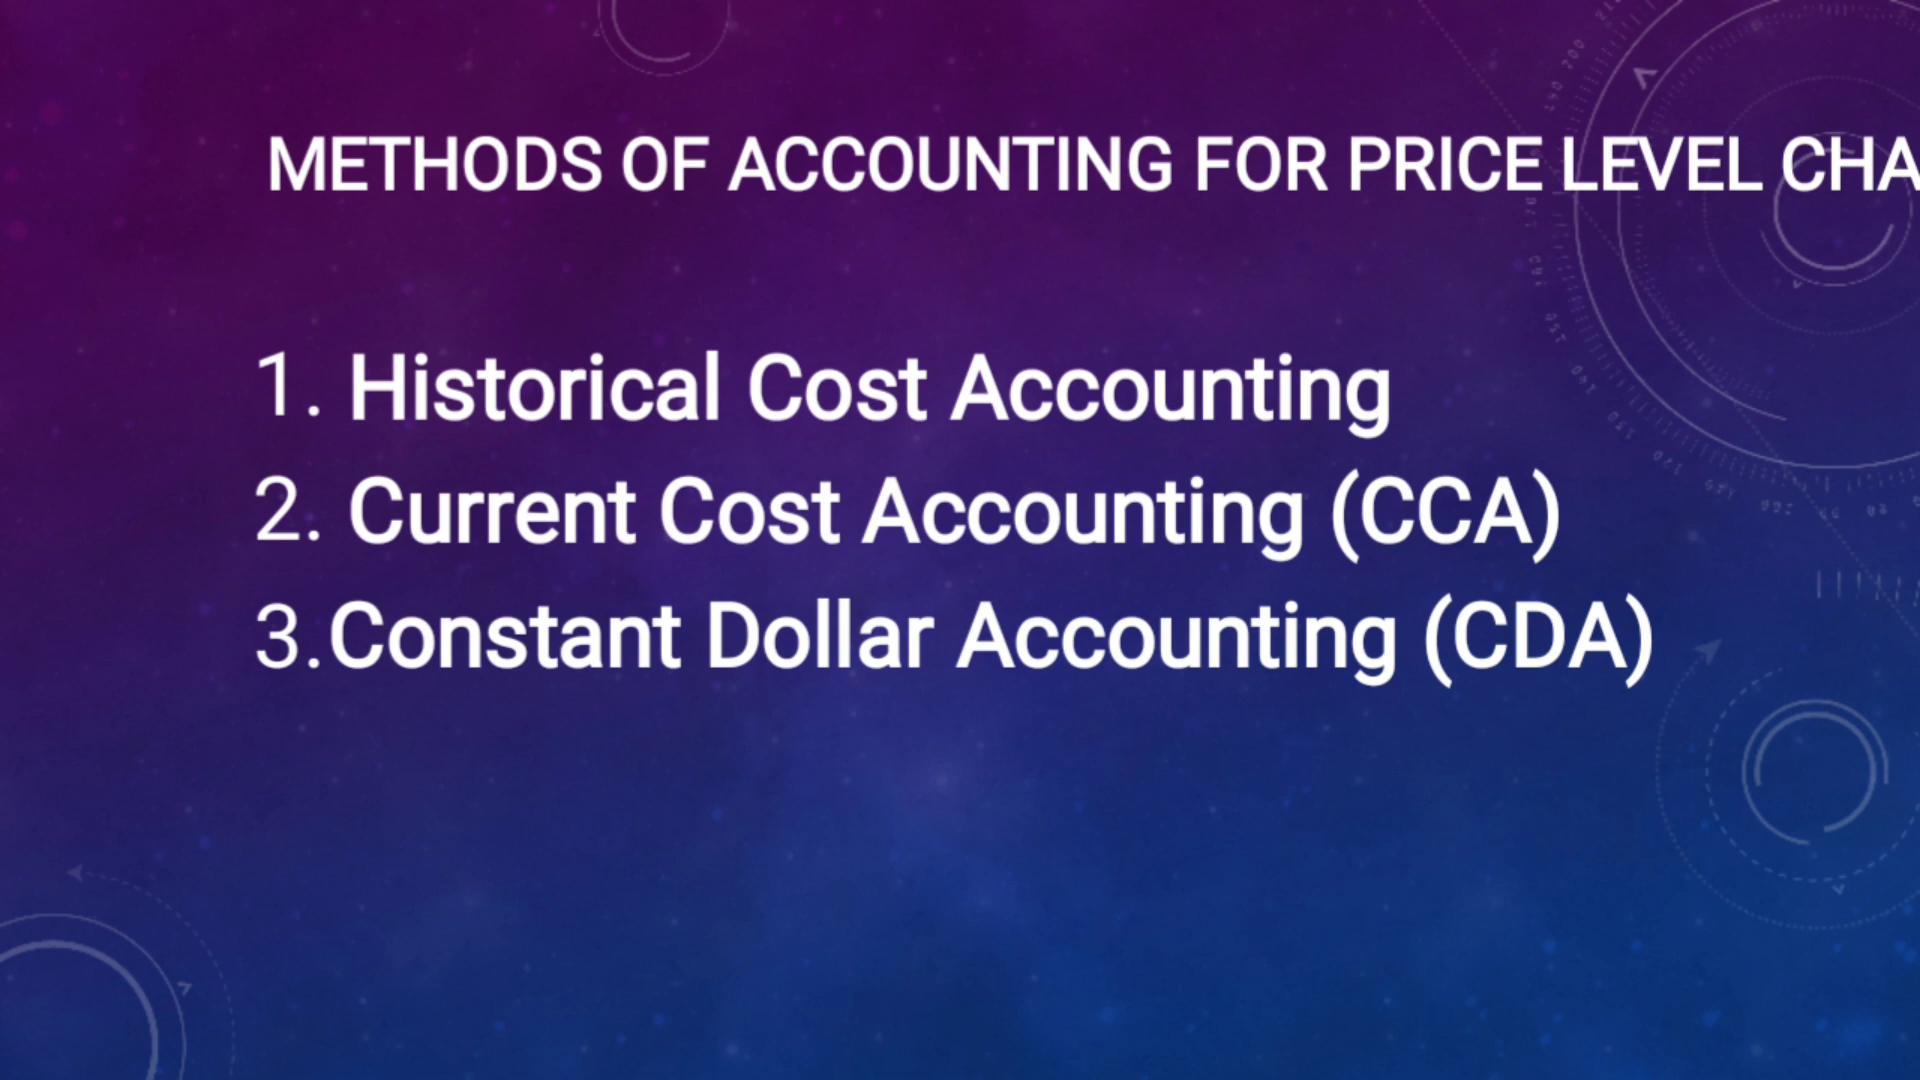 METHODS OF ACCOUNTING FOR PRICE LEVEL CHA
1. Historical Cost Accounting
2. Current Cost Accounting (CCA)
3.Constant Dollar Accounting (CDA)